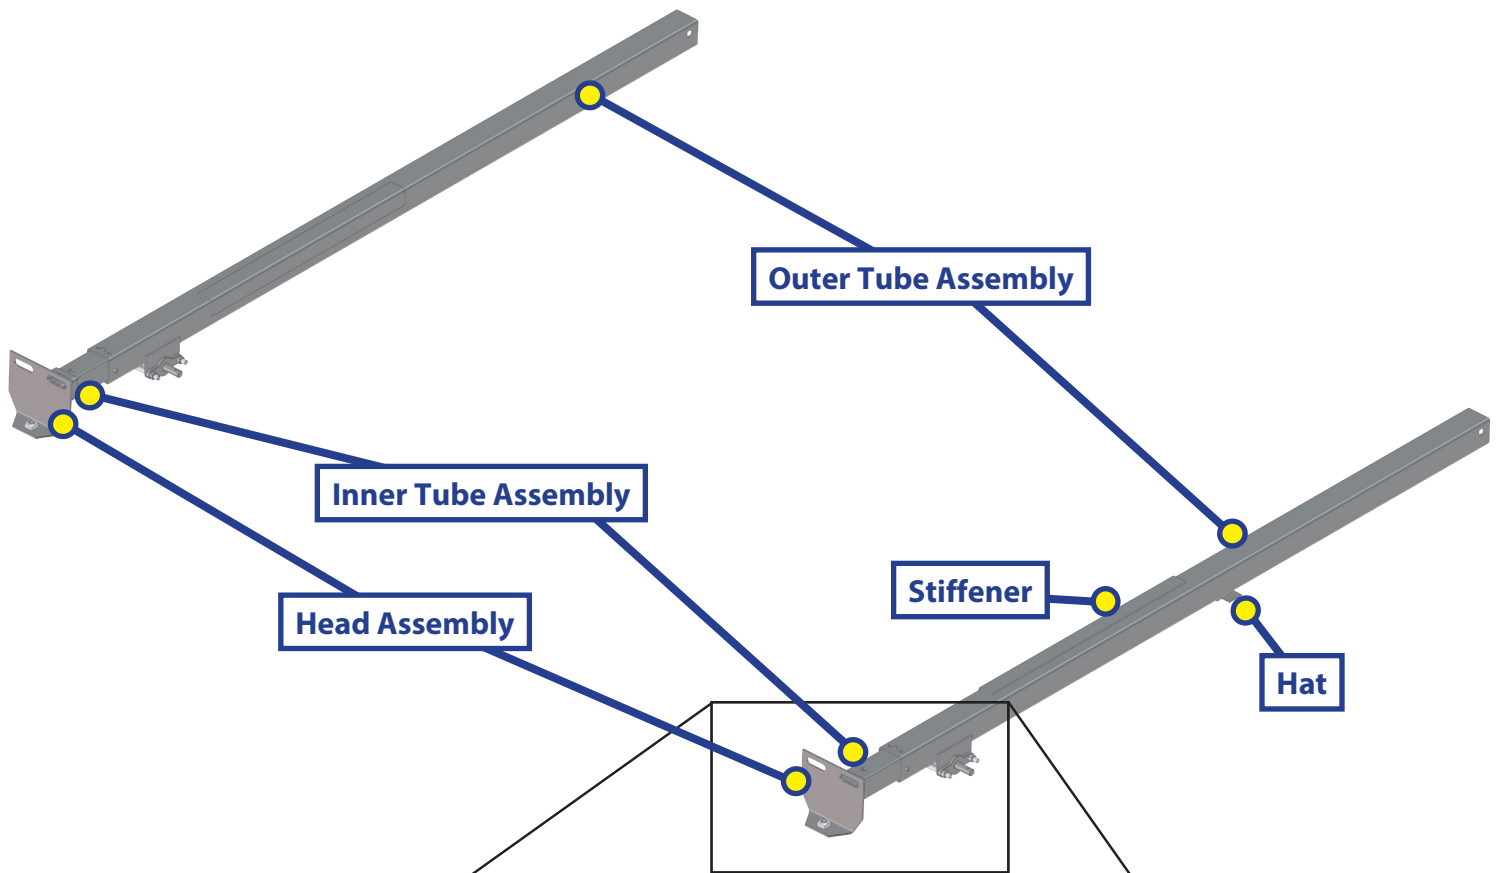 Outer Tube Assembly
Inner Tube Assembly
Stiffener
Head Assembly
Hat